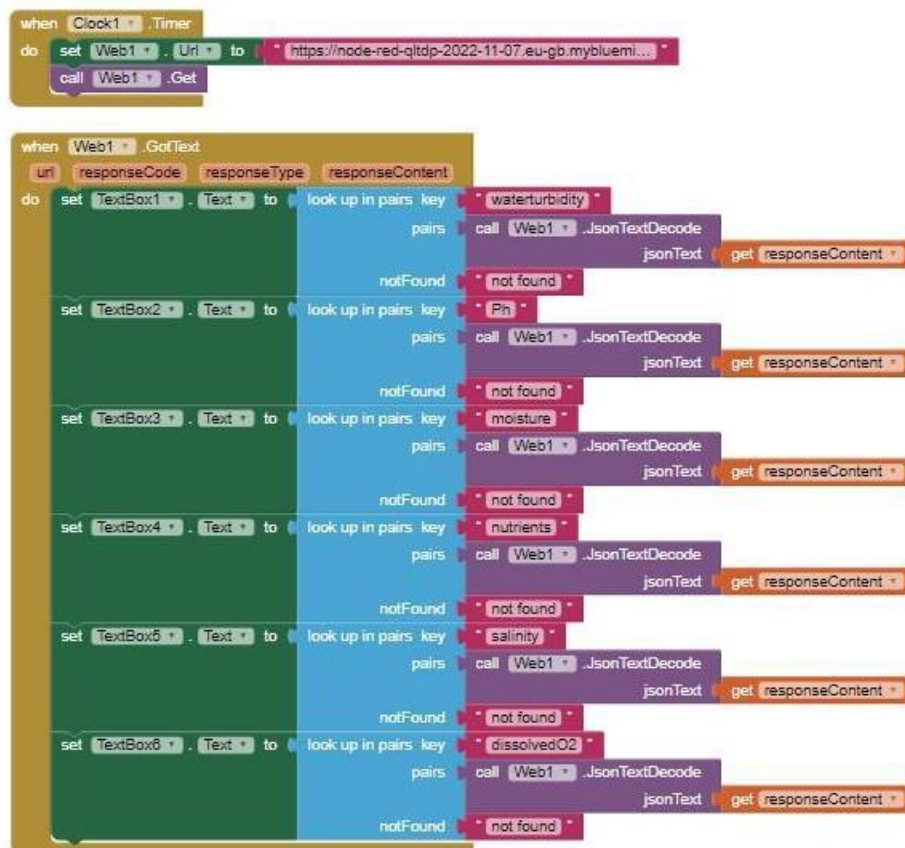 when Clock1 .Timer
do set Web1 . Url to " https://node-red-qltdp-2022-11-07.eu-gb.mybluemi... "
call Web1 .Get
when Web1 .GotText
url responseCode responseType responseContent
do set TextBox1 . Text to look up in pairs key " waterturbidity "
pairs call Web1 .JsonTextDecode
jsonText get responseContent
notFound " not found "
set TextBox2 . Text to look up in pairs key " Ph "
pairs call Web1 .JsonTextDecode
jsonText get responseContent
notFound " not found "
set TextBox3 . Text to look up in pairs key " moisture "
pairs call Web1 .JsonTextDecode
jsonText get responseContent
notFound " not found "
set TextBox4 . Text to look up in pairs key " nutrients "
pairs call Web1 .JsonTextDecode
jsonText get responseContent
notFound " not found "
set TextBox5 . Text to look up in pairs key " salinity "
pairs call Web1 .JsonTextDecode
jsonText get responseContent
notFound " not found "
set TextBox6 . Text to look up in pairs key " dissolvedO2 "
pairs call Web1 .JsonTextDecode
jsonText get responseContent
notFound " not found "